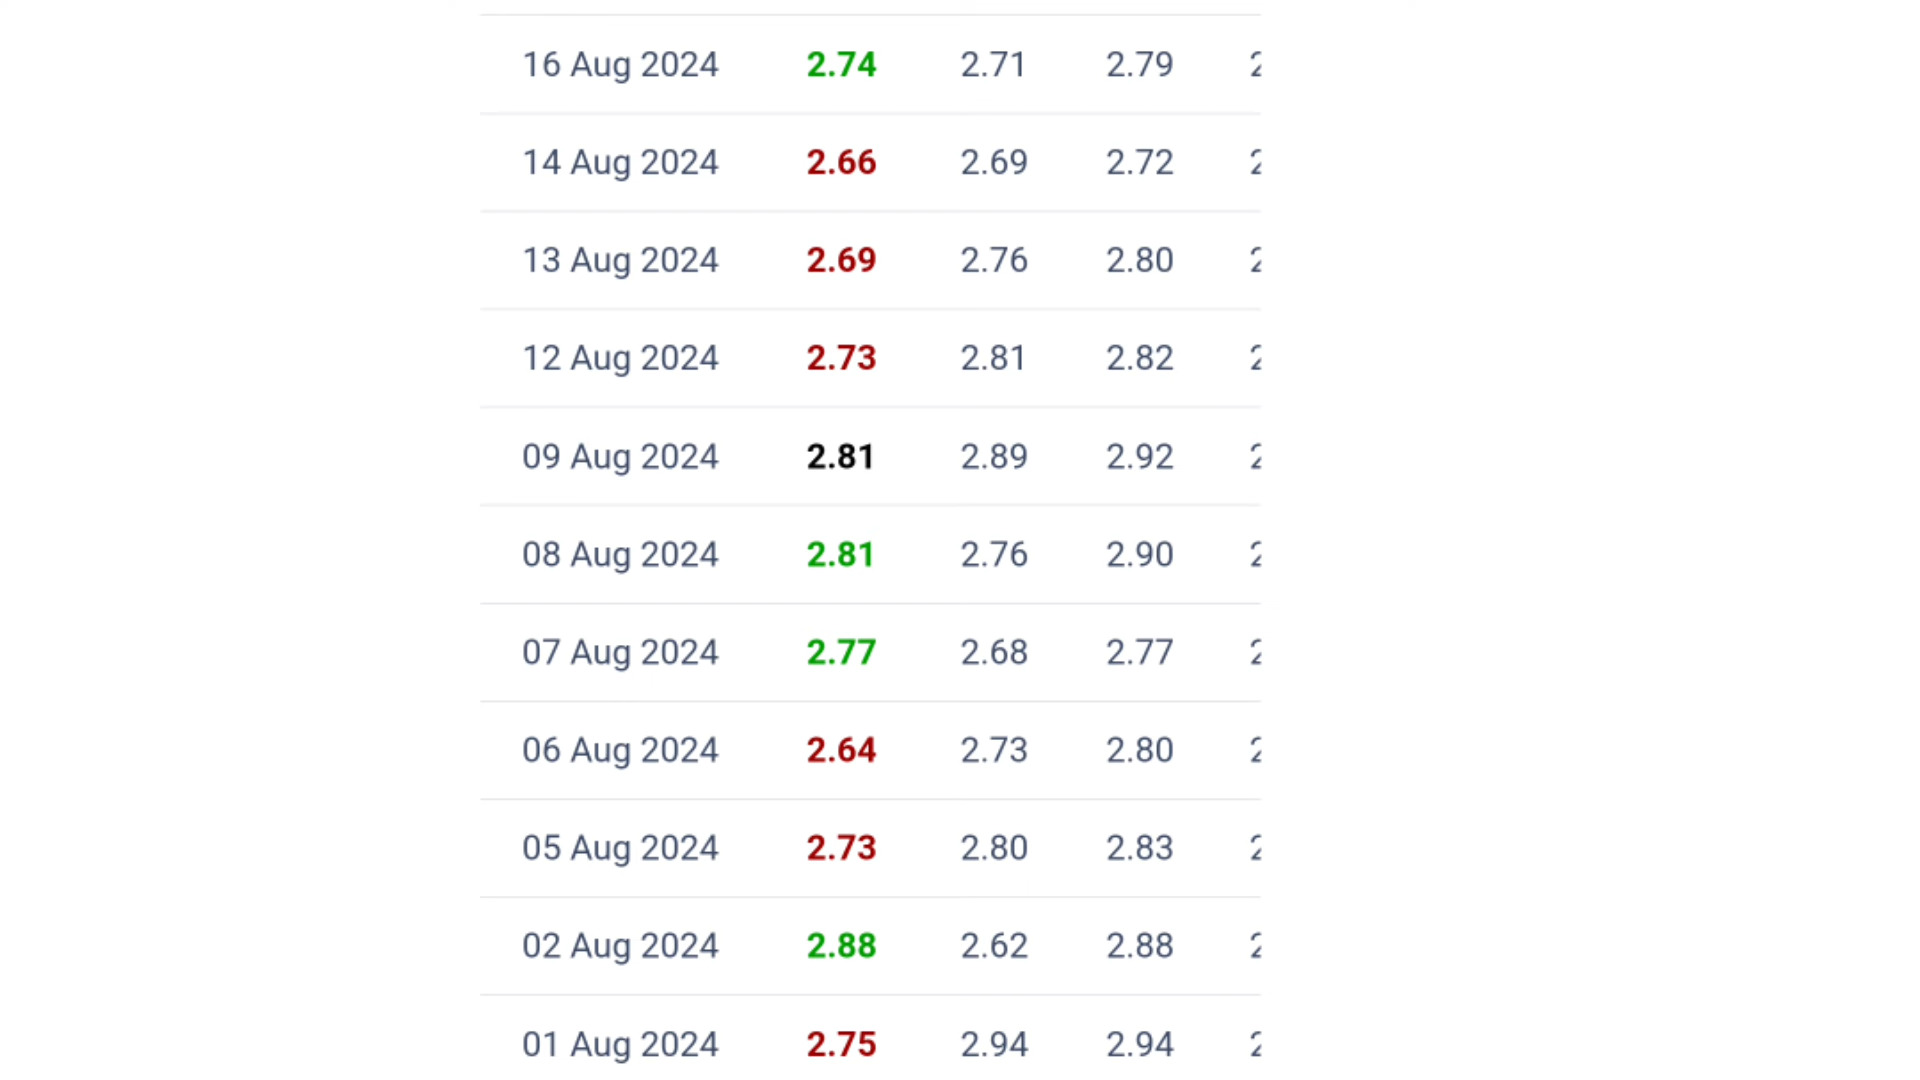 16 Aug 2024 2.74 2.71 2.79
14 Aug 2024 2.66 2.69 2.72
13 Aug 2024 2.69 2.76 2.80
12 Aug 2024 2.73 2.81 2.82
09 Aug 2024 2.81 2.89 2.92
08 Aug 2024 2.81 2.76 2.90
07 Aug 2024 2.77 2.68 2.77
06 Aug 2024 2.64 2.73 2.80
05 Aug 2024 2.73 2.80 2.83
02 Aug 2024 2.88 2.62 2.88
01 Aug 2024 2.75 2.94 2.94